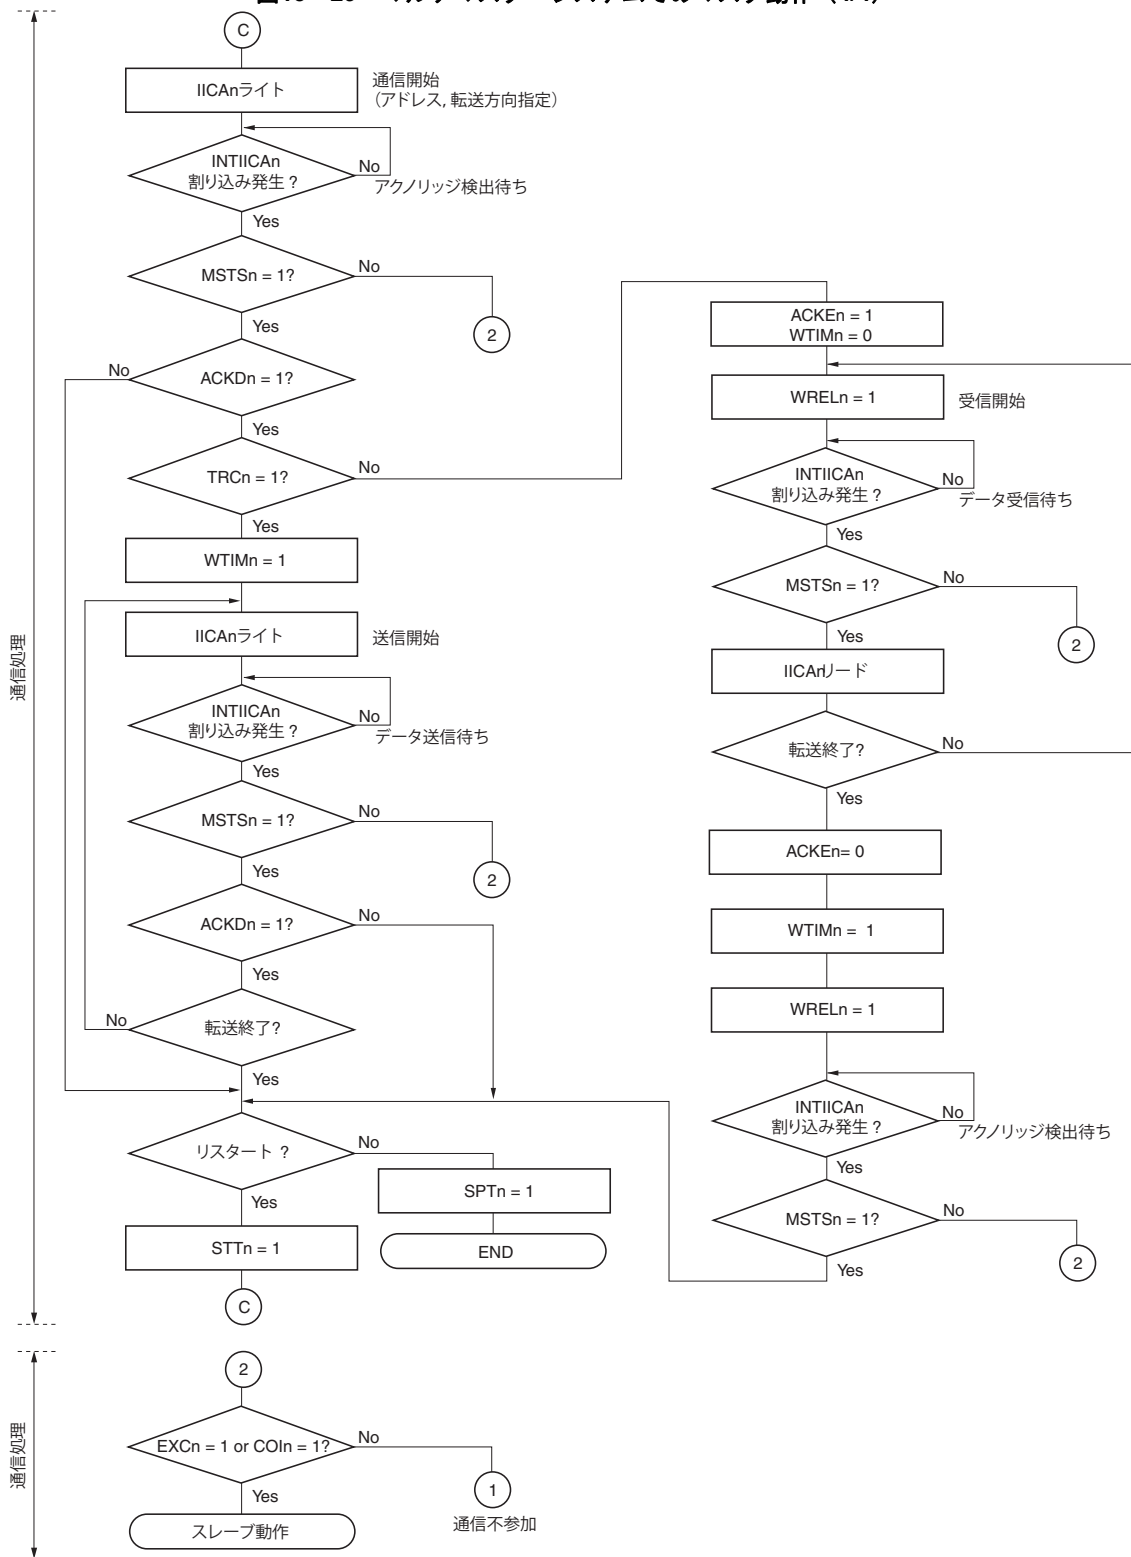 C
IICAnライト
通信開始
（アドレス, 転送方向指定）
INTIICAn
割り込み発生？
No
アクノリッジ検出待ち
Yes
MSTSn = 1?
No
2
Yes
ACKDn = 1?
No
Yes
TRCn = 1?
No
Yes
WTIMn = 1
IICAnライト
送信開始
INTIICAn
割り込み発生？
No
データ送信待ち
Yes
MSTSn = 1?
No
2
Yes
ACKDn = 1?
No
Yes
転送終了?
No
Yes
リスタート ？
No
Yes
SPTn = 1
END
STTn = 1
C
ACKEn = 1
WTIMn = 0
WRELn = 1
受信開始
INTIICAn
割り込み発生？
No
データ受信待ち
Yes
MSTSn = 1?
No
2
Yes
IICAnリード
転送終了?
No
Yes
ACKEn= 0
WTIMn = 1
WRELn = 1
INTIICAn
割り込み発生？
No
アクノリッジ検出待ち
Yes
MSTSn = 1?
No
2
Yes
通信処理
2
EXCn = 1 or COIn = 1?
No
1
通信不参加
Yes
スレーブ動作
通信処理